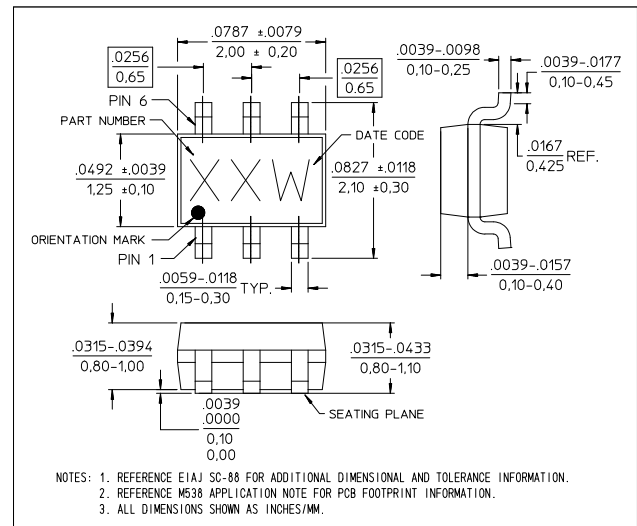 .0787 ±.0079
2,00 ± 0,20
.0256
0,65
.0256
0.65
PIN 6
PART NUMBER
DATE CODE
.0492 ±.0039
1,25 ±0,10
XXW
.0827 ±.0118
2,10 ±0,30
ORIENTATION MARK
PIN 1
.0059-.0118
0,15-0,30
TYP.
.0039-.0098
0,10-0,25
.0039-.0177
0,10-0,45
.0167
0,425
REF.
.0039-.0157
0,10-0,40
.0315-.0394
0,80-1,00
.0315-.0433
0,80-1,10
.0039
.0000
0,10
0,00
SEATING PLANE
NOTES: 1. REFERENCE EIAJ SC-88 FOR ADDITIONAL DIMENSIONAL AND TOLERANCE INFORMATION.
2. REFERENCE M538 APPLICATION NOTE FOR PCB FOOTPRINT INFORMATION.
3. ALL DIMENSIONS SHOWN AS INCHES/MM.